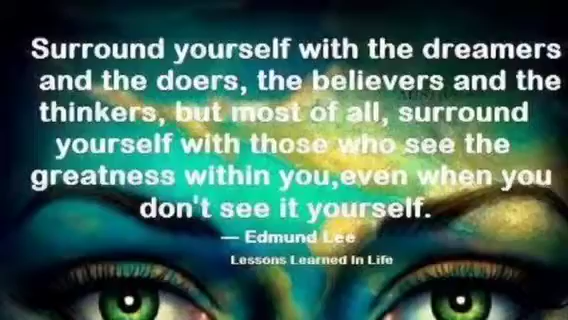 Surround yourself with the dreamers
and the doers, the believers and the
thinkers, but most of all, surround
yourself with those who see the
greatness within you,even when you
don't see it yourself.
— Edmund Lee
Lessons Learned In Life